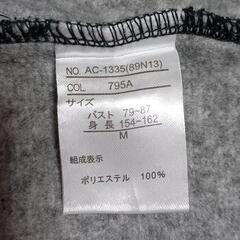 NO. AC-1335(89N13)
COL 795A
サイズ
バスト 79~87
身長 154~162
M
組成表示
ポリエステル 100%